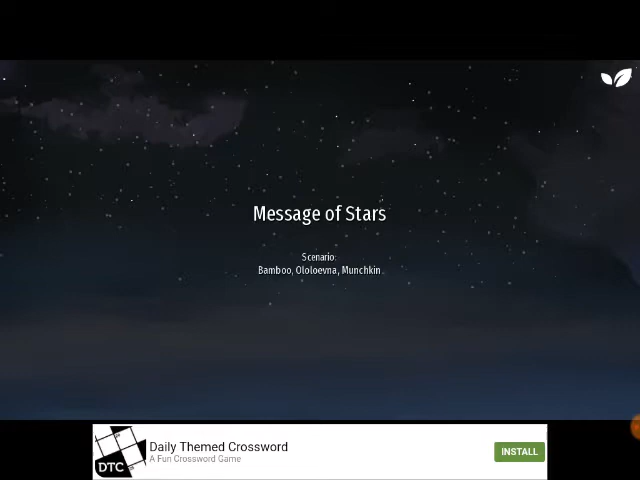 Message of Stars
Scenario:
Bamboo, Ololoevna, Munchkin
DTC
Daily Themed Crossword
A Fun Crossword Game
INSTALL